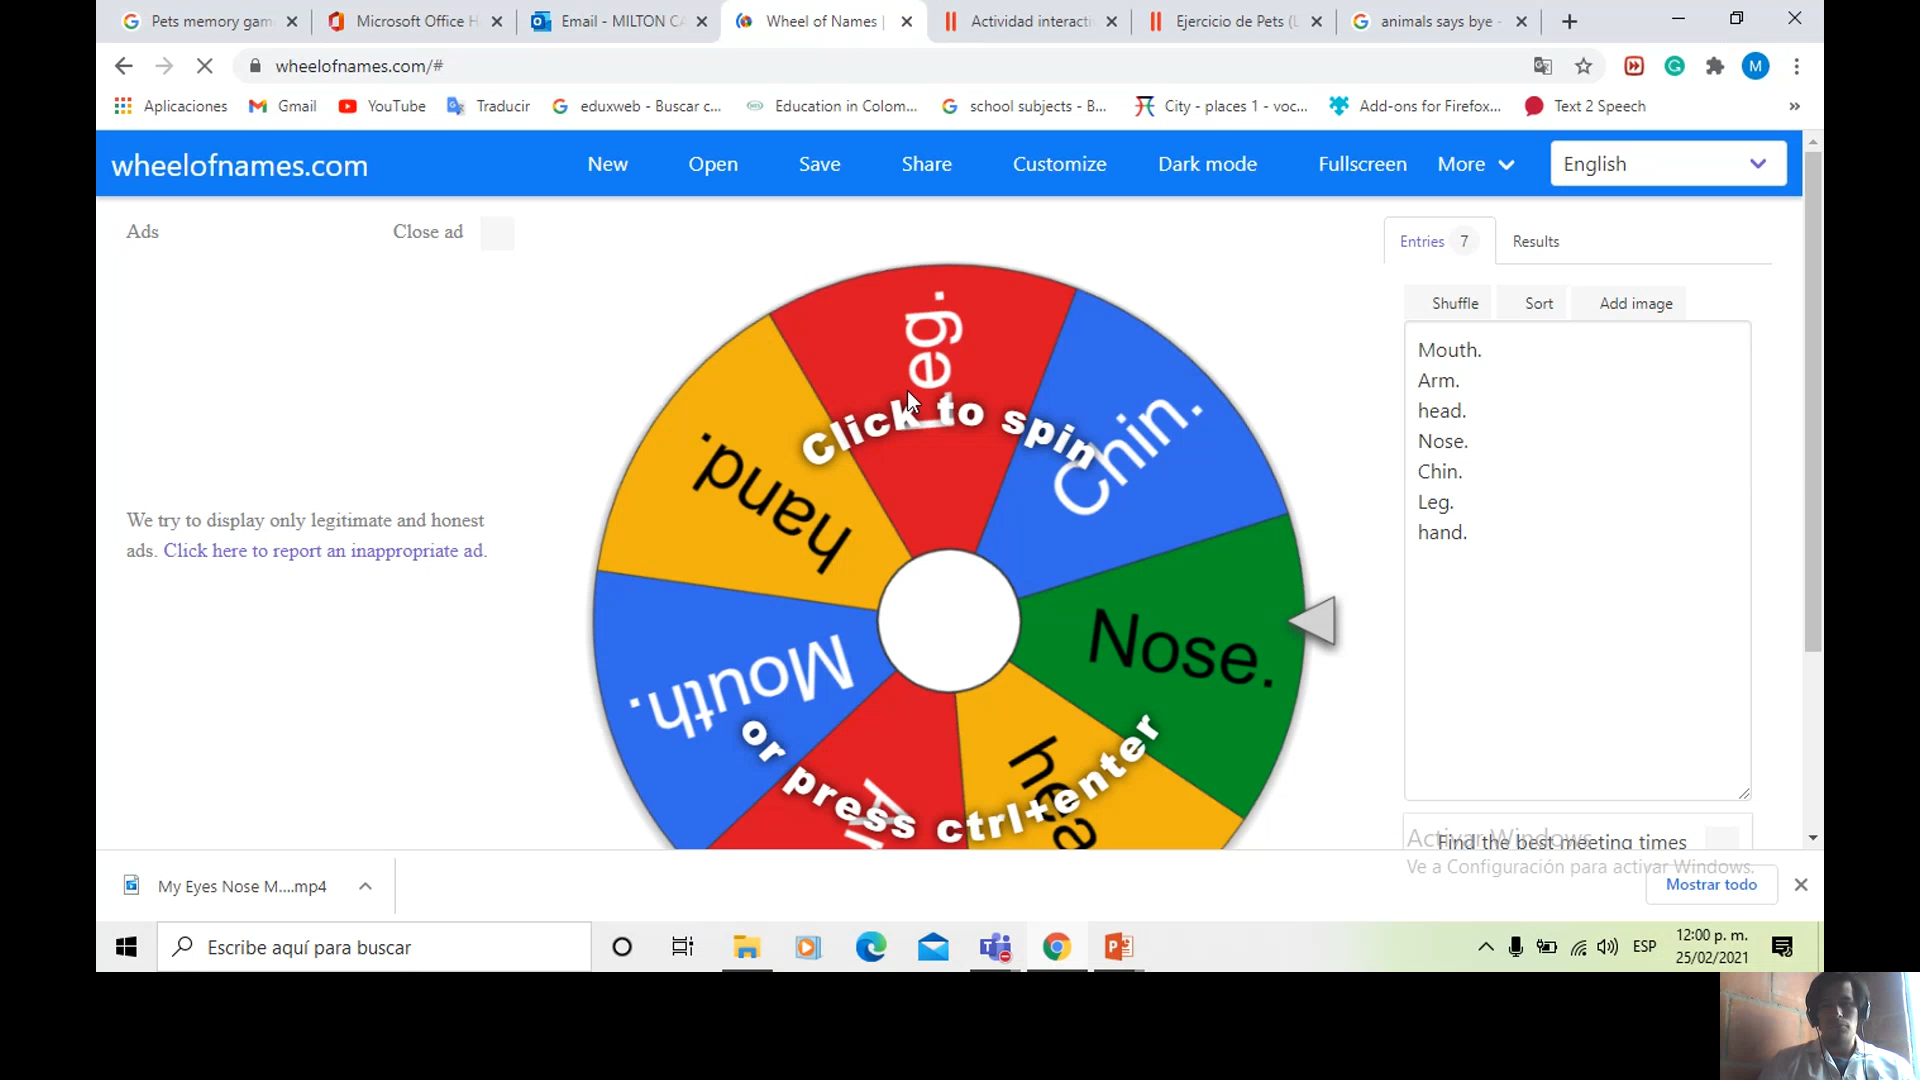 Pets memory gam
Microsoft Office H
Email - MILTON CA
Wheel of Names |
Actividad interacti
Ejercicio de Pets (L
animals says bye -
wheelofnames.com/#
M
Aplicaciones
Gmail
YouTube
Traducir
eduxweb - Buscar c...
Education in Colom...
school subjects - B...
City - places 1 - voc...
Add-ons for Firefox...
Text 2 Speech
»
wheelofnames.com
New
Open
Save
Share
Customize
Dark mode
Fullscreen
More
English
Ads
Close ad
We try to display only legitimate and honest
ads. Click here to report an inappropriate ad.
Leg.
Chin.
Nose.
Mouth.
hand.
Click to spin
or press ctrl+enter
Entries 7
Results
Shuffle
Sort
Add image
Mouth.
Arm.
head.
Nose.
Chin.
Leg.
hand.
Find the best meeting times
Activar Windows
Ve a Configuración para activar Windows.
My Eyes Nose M....mp4
Mostrar todo
Escribe aquí para buscar
ESP
12:00 p. m.
25/02/2021